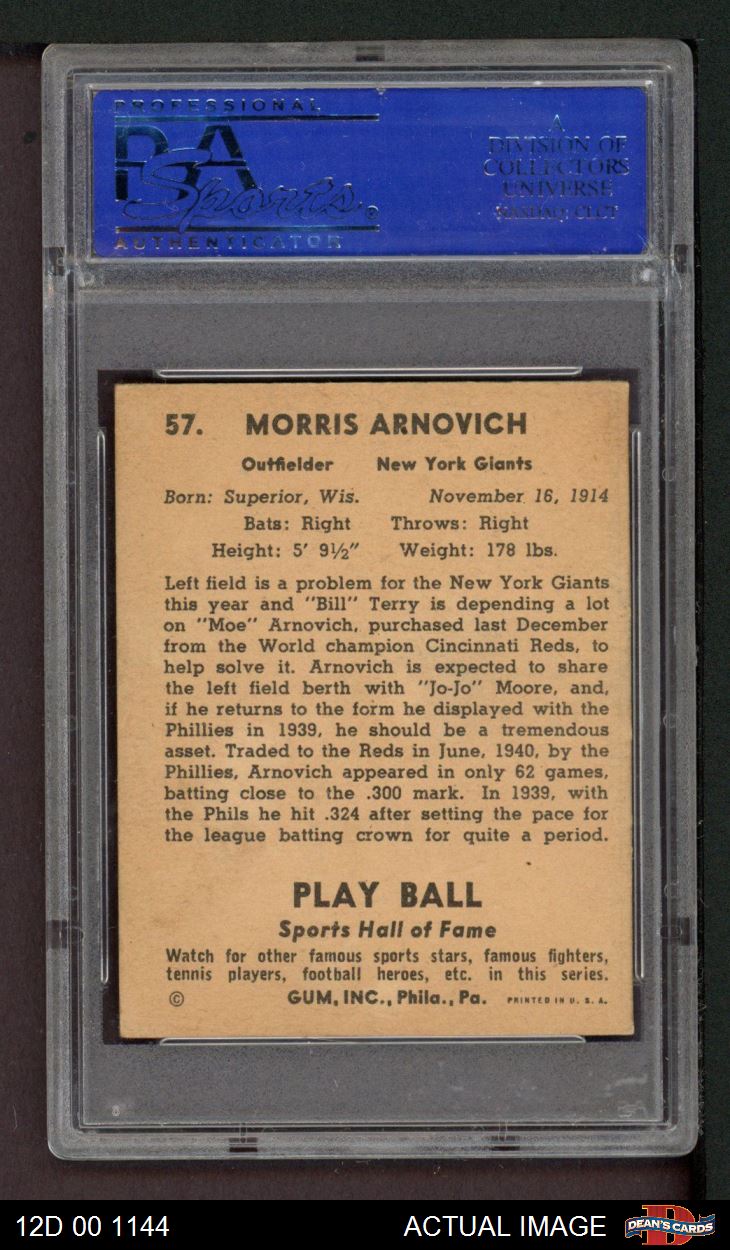 PROFESSIONAL
PSA
Sports ®
AUTHENTICATOR
A
DIVISION OF
COLLECTORS
UNIVERSE
NASDAQ: CLCT
57. MORRIS ARNOVICH
Outfielder New York Giants
Born: Superior, Wis. November 16, 1914
Bats: Right Throws: Right
Height: 5' 9½" Weight: 178 lbs.
Left field is a problem for the New York Giants
this year and "Bill" Terry is depending a lot
on "Moe" Arnovich, purchased last December
from the World champion Cincinnati Reds, to
help solve it. Arnovich is expected to share
the left field berth with "Jo-Jo" Moore, and,
if he returns to the form he displayed with the
Phillies in 1939, he should be a tremendous
asset. Traded to the Reds in June, 1940, by the
Phillies, Arnovich appeared in only 62 games,
batting close to the .300 mark. In 1939, with
the Phils he hit .324 after setting the pace for
the league batting crown for quite a period.
PLAY BALL
Sports Hall of Fame
Watch for other famous sports stars, famous fighters,
tennis players, football heroes, etc. in this series.
© GUM, INC., Phila., Pa. PRINTED IN U. S. A.
12D 00 1144 ACTUAL IMAGE DEAN'S CARDS